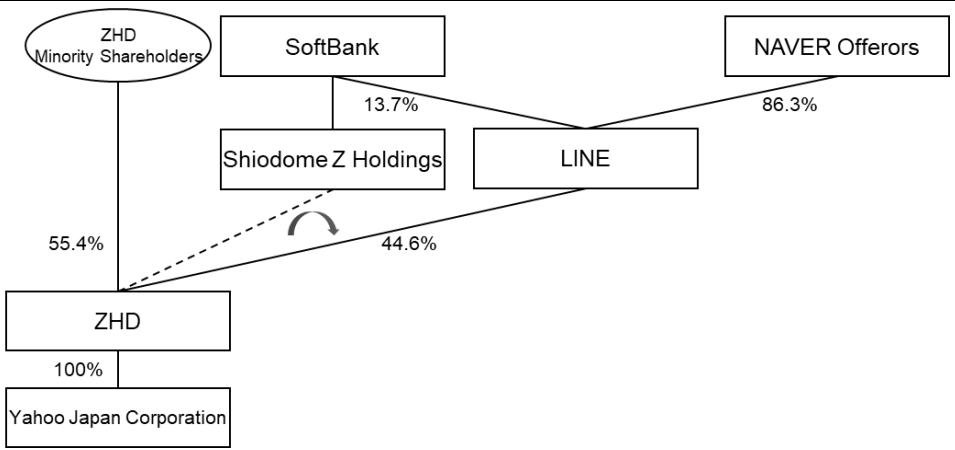 ZHD
Minority Shareholders
SoftBank
NAVER Offerors
13.7%
86.3%
Shiodome Z Holdings
LINE
55.4%
44.6%
ZHD
100%
Yahoo Japan Corporation